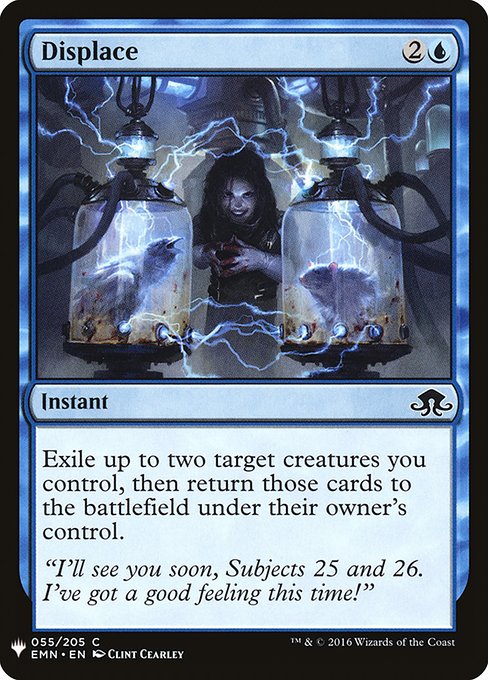 Displace 2
Instant
Exile up to two target creatures you
control, then return those cards to
the battlefield under their owner's
control.
“I'll see you soon, Subjects 25 and 26.
I've got a good feeling this time!”
055/205 C
EMN • EN Clint Cearley
™ & © 2016 Wizards of the Coast